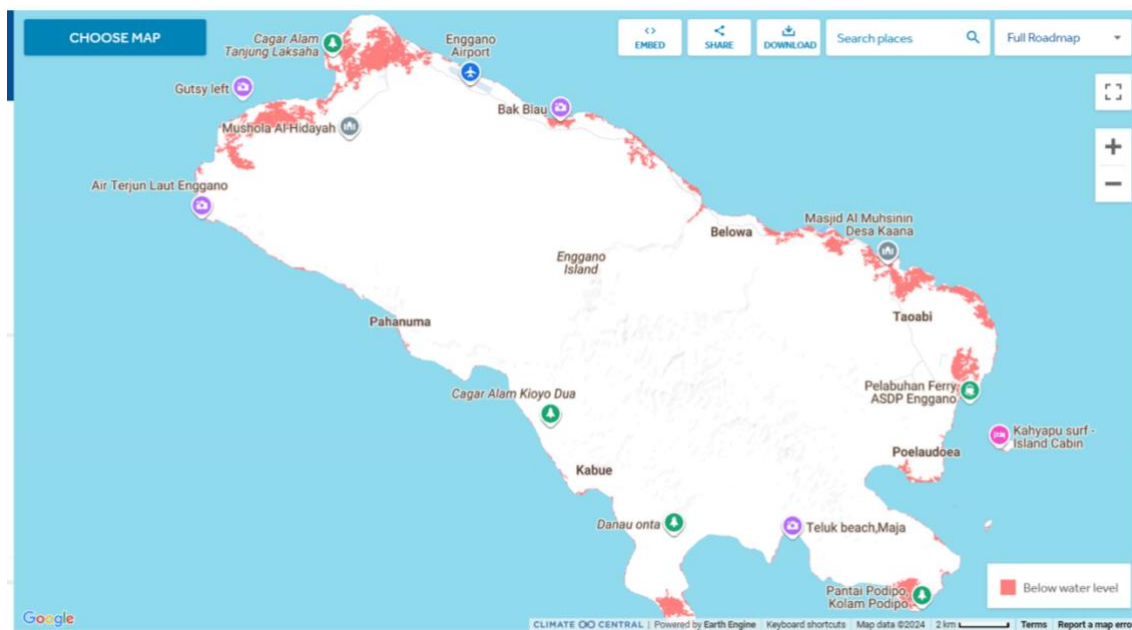 CHOOSE MAP
Cagar Alam
Tanjung Laksaha
Enggano
Airport
<>
EMBED
SHARE
DOWNLOAD
Search places
Full Roadmap
Gutsy left
Bak Blau
Mushola Al-Hidayah
Air Terjun Laut Enggano
Masjid Al Muhsinin
Desa Kaana
Belowa
Enggano
Island
Pahanuma
Taoabi
Cagar Alam Kioyo Dua
Pelabuhan Ferry
ASDP Enggano
Kahyapu surf -
Island Cabin
Poelaudoea
Kabue
Danau onta
Teluk beach,Maja
Pantai Podipo,
Kolam Podipo
Below water level
Google
CLIMATE CENTRAL | Powered by Earth Engine Keyboard shortcuts Map data ©2024 2 km Terms Report a map erro